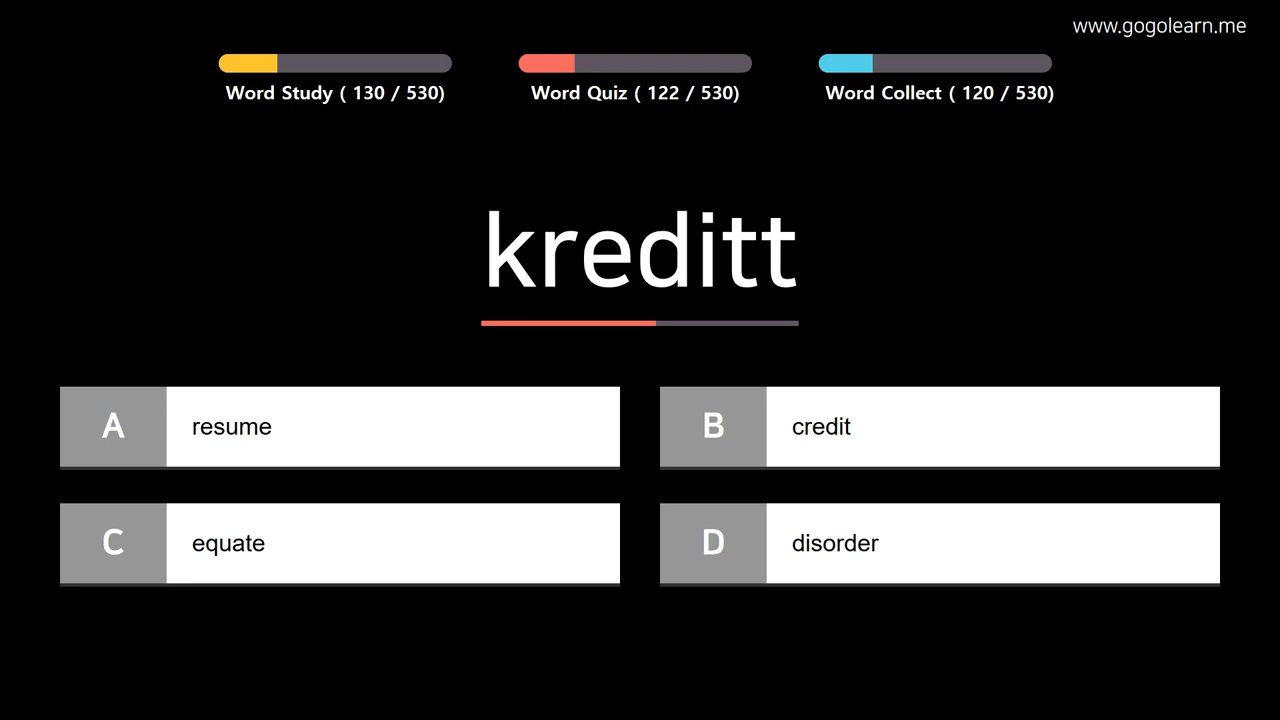 www.gogolearn.me
Word Study ( 130 / 530)
Word Quiz ( 122 / 530)
Word Collect ( 120 / 530)
kreditt
A resume
B credit
C equate
D disorder